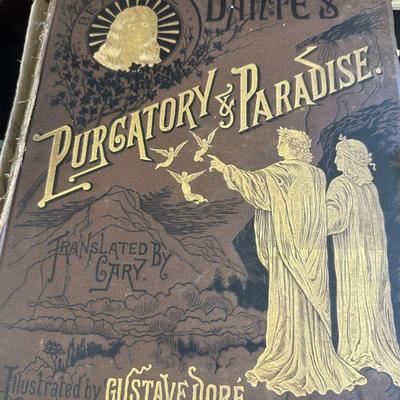 DANTE'S
PURGATORY & PARADISE.
TRANSLATED BY
CARY
Illustrated by GUSTAVE DORÉ